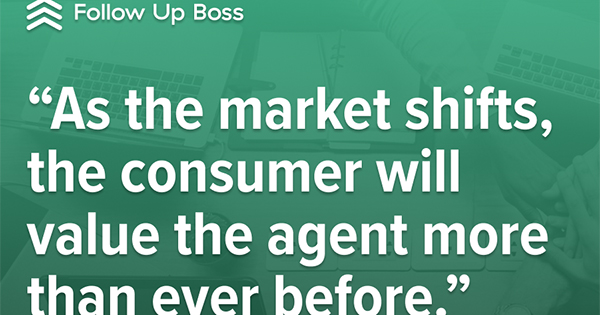 Follow Up Boss
“As the market shifts,
the consumer will
value the agent more
than ever before.”